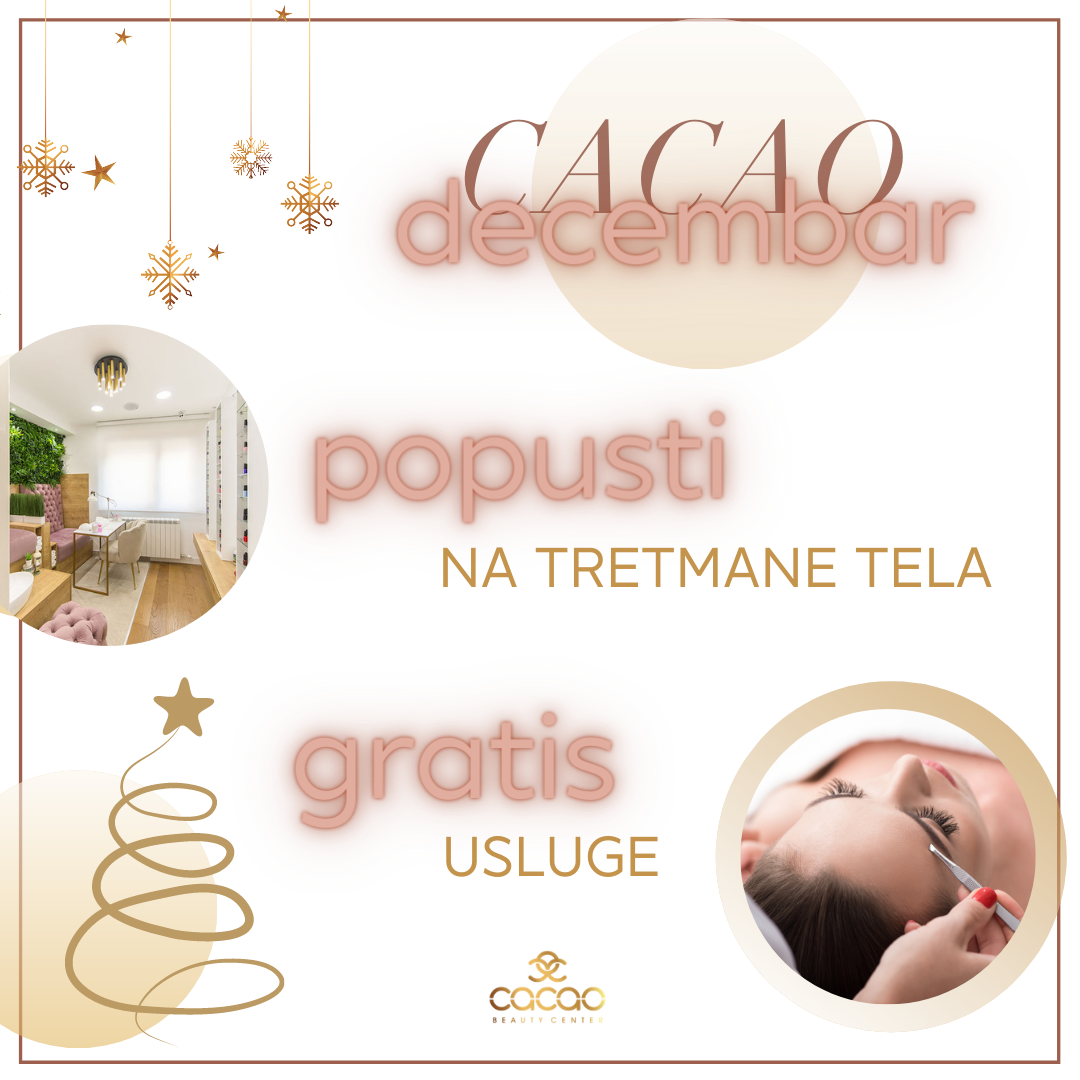 CACAO
decembar
popusti
NA TRETMANE TELA
gratis
USLUGE
cacao
BEAUTY CENTER